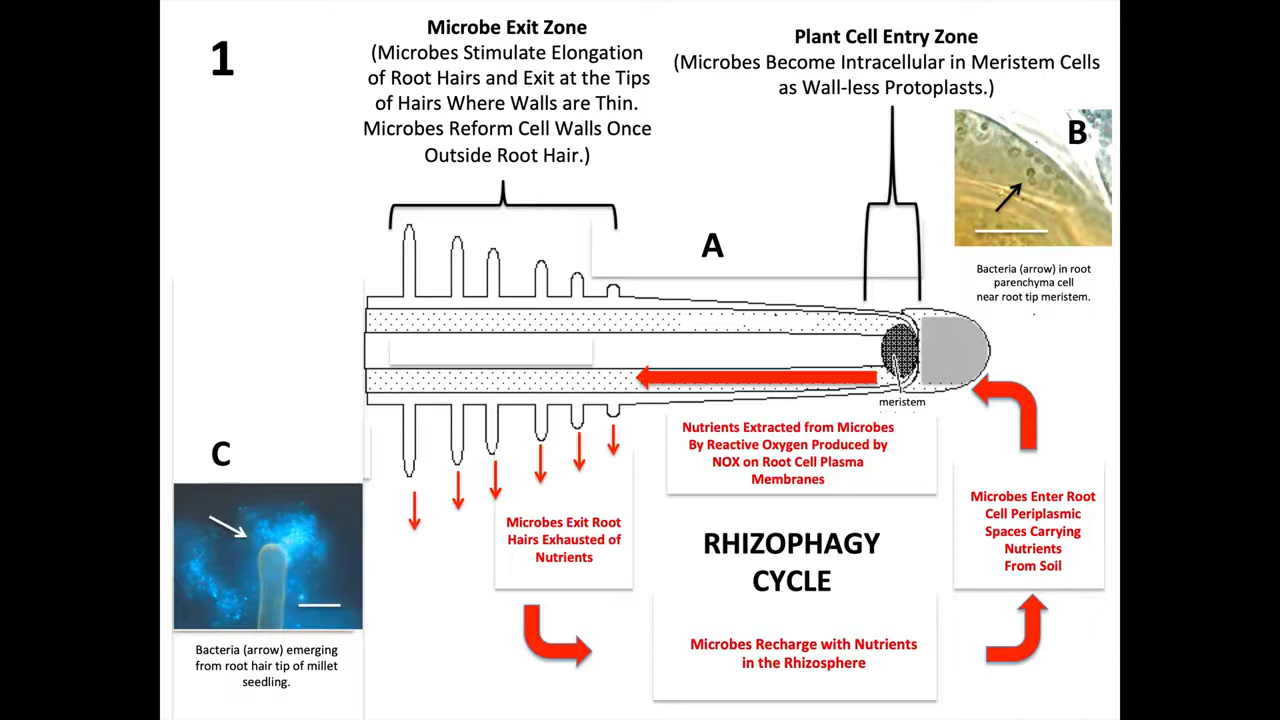 1
Microbe Exit Zone
(Microbes Stimulate Elongation
of Root Hairs and Exit at the Tips
of Hairs Where Walls are Thin.
Microbes Reform Cell Walls Once
Outside Root Hair.)
Plant Cell Entry Zone
(Microbes Become Intracellular in Meristem Cells
as Wall-less Protoplasts.)
B
Bacteria (arrow) in root
parenchyma cell
near root tip meristem.
A
meristem
Nutrients Extracted from Microbes
By Reactive Oxygen Produced by
NOX on Root Cell Plasma
Membranes
C
Bacteria (arrow) emerging
from root hair tip of millet
seedling.
Microbes Exit Root
Hairs Exhausted of
Nutrients
RHIZOPHAGY
CYCLE
Microbes Enter Root
Cell Periplasmic
Spaces Carrying
Nutrients
From Soil
Microbes Recharge with Nutrients
in the Rhizosphere